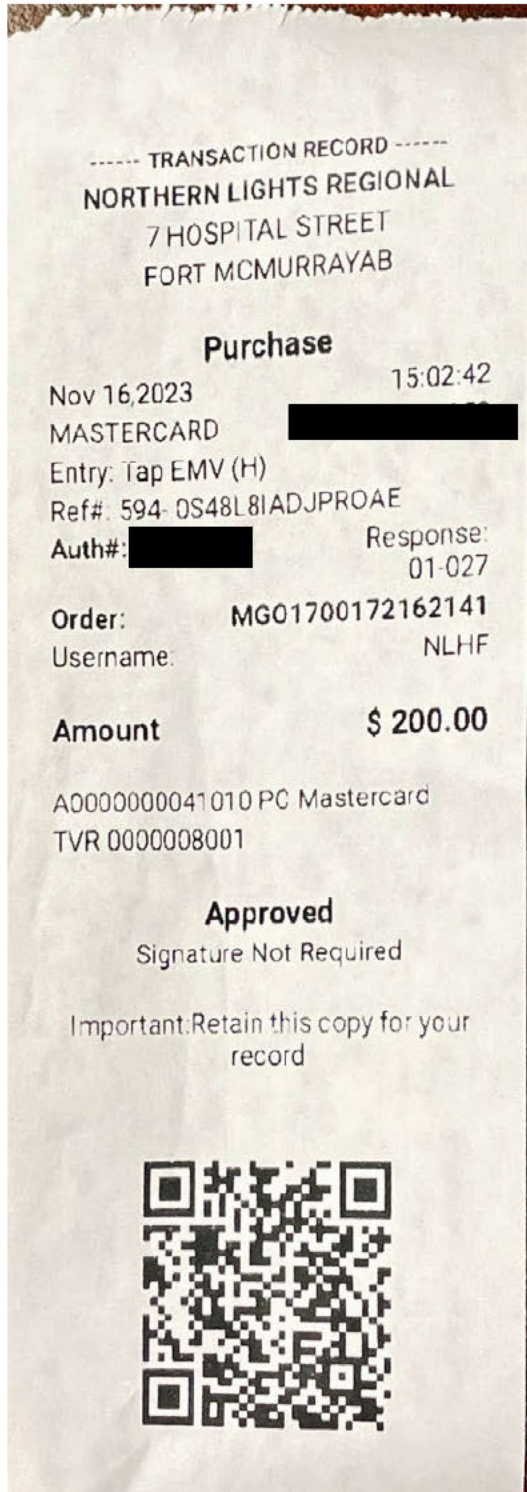 ------ TRANSACTION RECORD ------
NORTHERN LIGHTS REGIONAL
7 HOSPITAL STREET
FORT MCMURRAYAB
Purchase
Nov 16,2023 15:02:42
MASTERCARD
Entry: Tap EMV (H)
Ref#: 594- 0S48L8IADJPROAE
Auth#: Response:
01-027
Order: MGO1700172162141
Username: NLHF
Amount $ 200.00
A0000000041010 PC Mastercard
TVR 0000008001
Approved
Signature Not Required
Important:Retain this copy for your
record